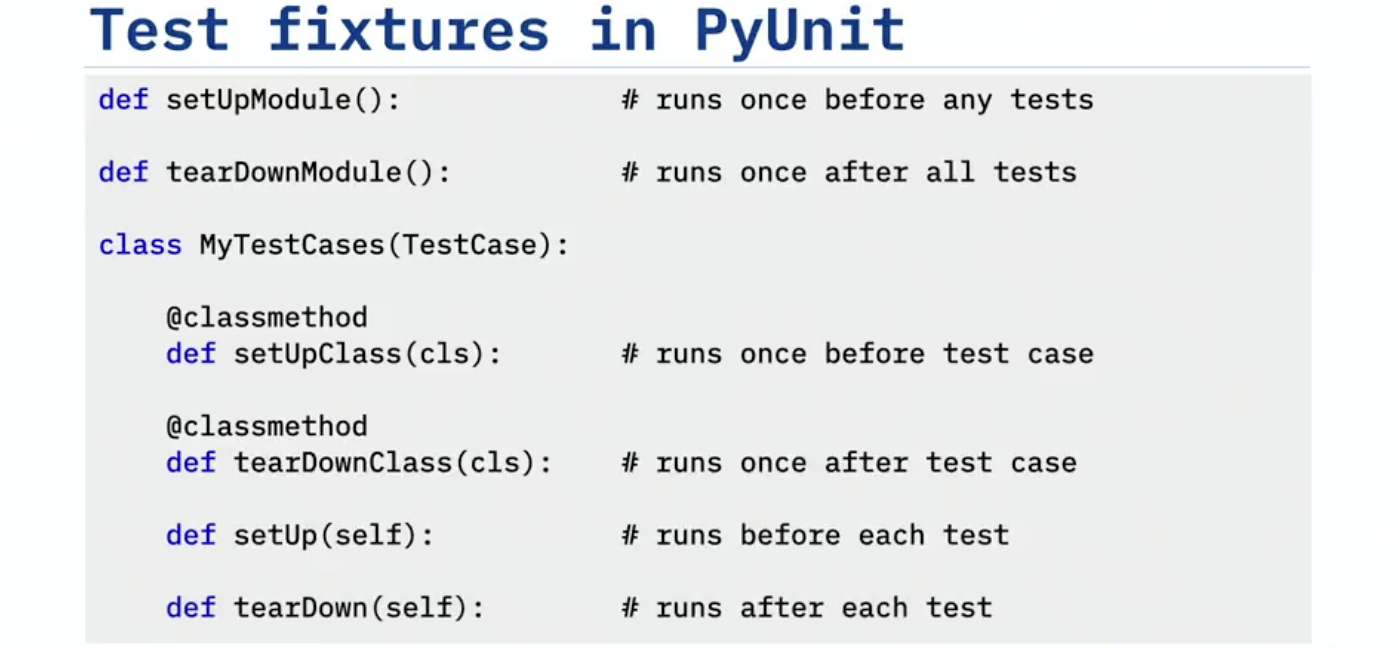 Test fixtures in PyUnit
def setUpModule():             # runs once before any tests
def tearDownModule():          # runs once after all tests
class MyTestCases(TestCase):
    @classmethod
    def setUpClass(cls):       # runs once before test case
    @classmethod
    def tearDownClass(cls):    # runs once after test case
    def setUp(self):           # runs before each test
    def tearDown(self):        # runs after each test